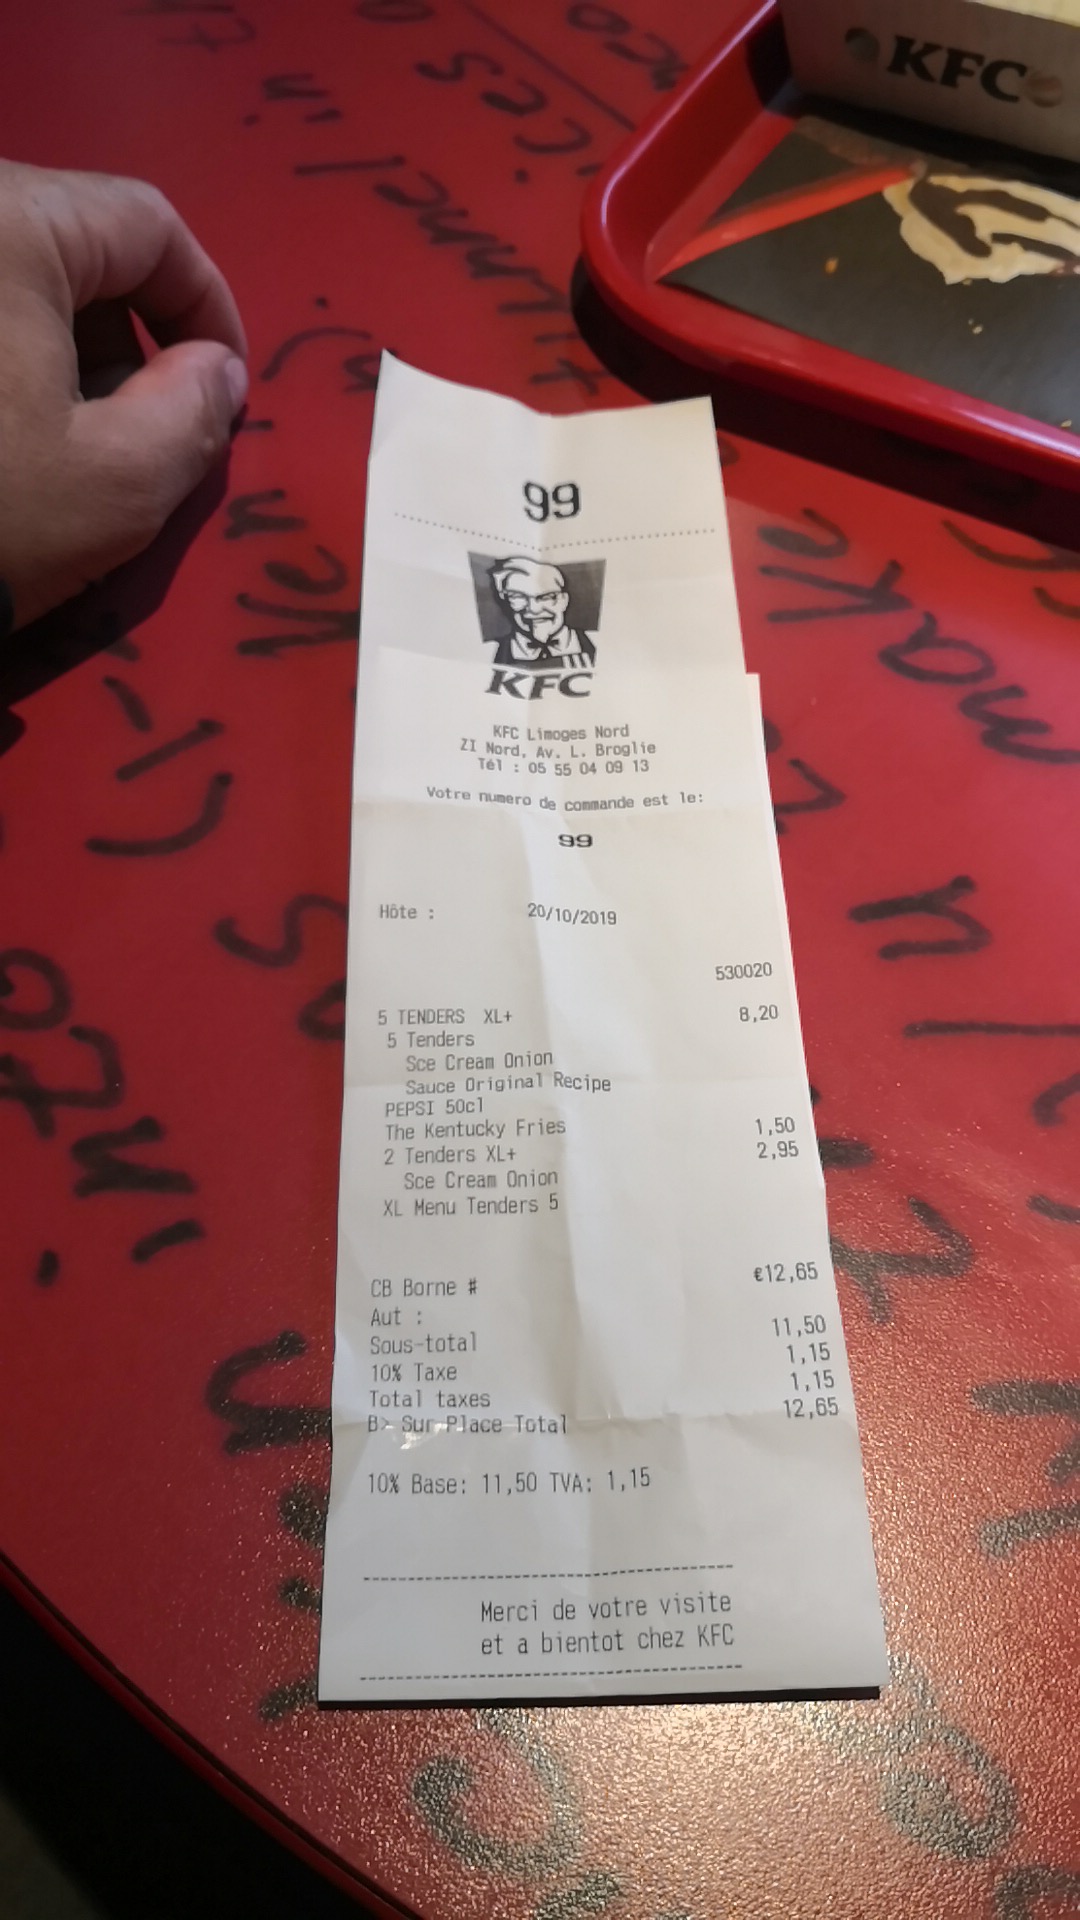 KFC
99
KFC
KFC Limoges Nord
ZI Nord, Av. L. Broglie
Tél : 05 55 04 09 13
Votre numero de commande est le:
99
Hôte : 20/10/2019
530020
5 TENDERS XL+ 8,20
5 Tenders
Sce Cream Onion
Sauce Original Recipe
PEPSI 50cl
The Kentucky Fries 1,50
2 Tenders XL+ 2,95
Sce Cream Onion
XL Menu Tenders 5
CB Borne # €12,65
Aut :
Sous-total 11,50
10% Taxe 1,15
Total taxes 1,15
B> Sur Place Total 12,65
10% Base: 11,50 TVA: 1,15
Merci de votre visite
et a bientot chez KFC